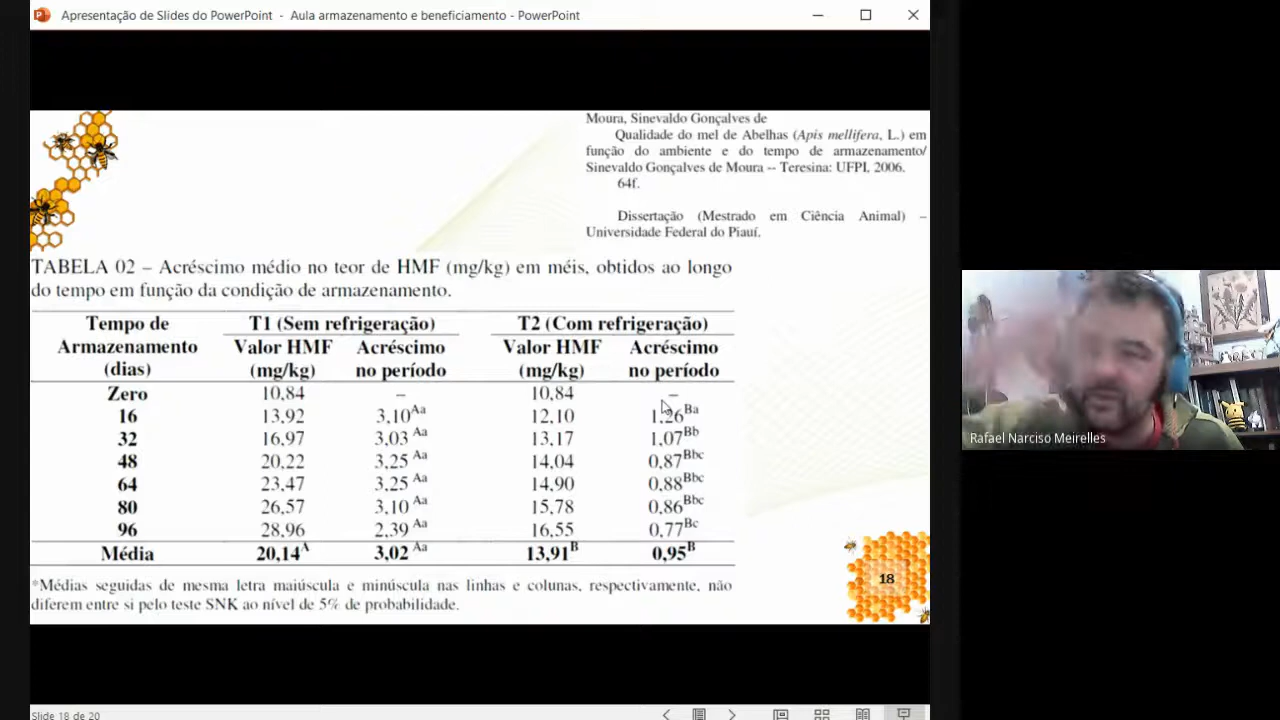 Apresentação de Slides do PowerPoint - Aula armazenamento e beneficiamento - PowerPoint
Moura, Sinevaldo Gonçalves de
Qualidade do mel de Abelhas (Apis mellifera, L.) em
função do ambiente e do tempo de armazenamento/
Sinevaldo Gonçalves de Moura -- Teresina: UFPI, 2006.
64f.
Dissertação (Mestrado em Ciência Animal) –
Universidade Federal do Piauí.
TABELA 02 – Acréscimo médio no teor de HMF (mg/kg) em méis, obtidos ao longo
do tempo em função da condição de armazenamento.
Tempo de Armazenamento (dias) T1 (Sem refrigeração) T2 (Com refrigeração)
Valor HMF (mg/kg) Acréscimo no período Valor HMF (mg/kg) Acréscimo no período
Zero 10,84 – 10,84 –
16 13,92 3,10Aa 12,10 1,26Ba
32 16,97 3,03 Aa 13,17 1,07Bb
48 20,22 3,25 Aa 14,04 0,87Bbc
64 23,47 3,25 Aa 14,90 0,88Bbc
80 26,57 3,10 Aa 15,78 0,86Bbc
96 28,96 2,39 Aa 16,55 0,77Bc
Média 20,14A 3,02 Aa 13,91B 0,95B
*Médias seguidas de mesma letra maiúscula e minúscula nas linhas e colunas, respectivamente, não
diferem entre si pelo teste SNK ao nível de 5% de probabilidade.
18
Rafael Narciso Meirelles
Slide 18 de 20